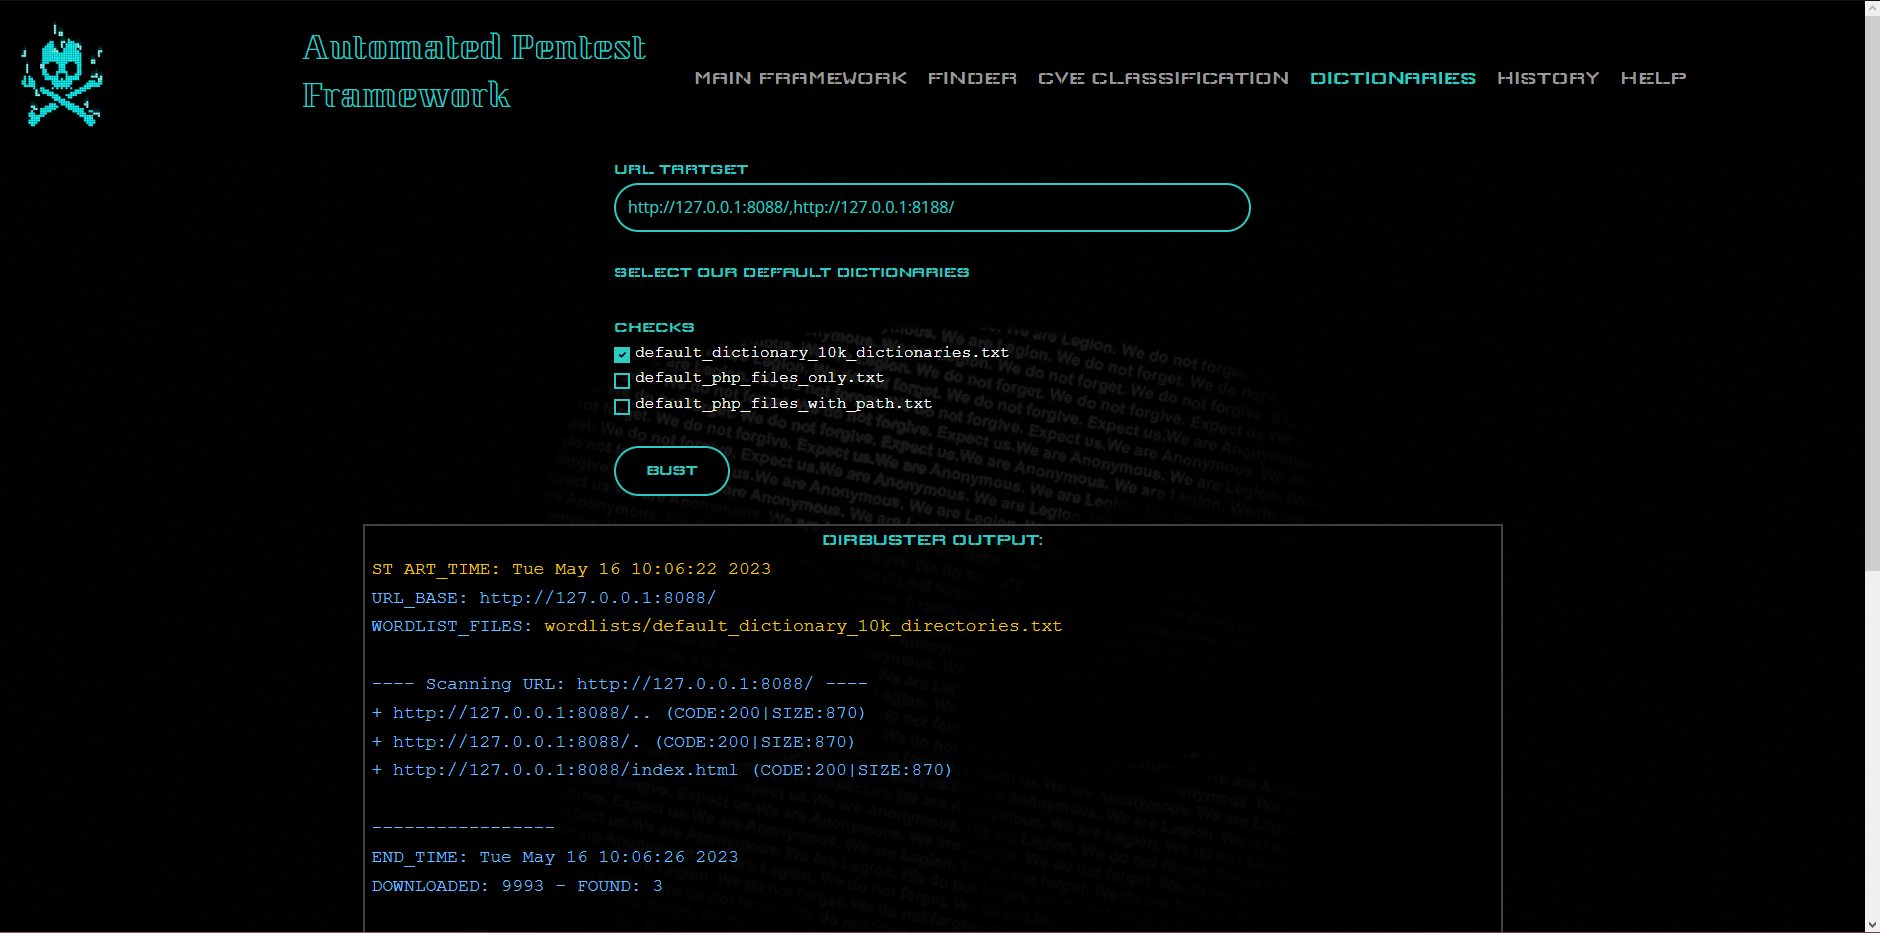 Automated Pentest
Framework
MAIN FRAMEWORK FINDER CVE CLASSIFICATION DICTIONARIES HISTORY HELP
URL TARTGET
http://127.0.0.1:8088/,http://127.0.0.1:8188/
SELECT OUR DEFAULT DICTIONARIES
CHECKS
default_dictionary_10k_dictionaries.txt
default_php_files_only.txt
default_php_files_with_path.txt
BUST
DIRBUSTER OUTPUT:
ST ART_TIME: Tue May 16 10:06:22 2023
URL_BASE: http://127.0.0.1:8088/
WORDLIST_FILES: wordlists/default_dictionary_10k_directories.txt
---- Scanning URL: http://127.0.0.1:8088/ ----
+ http://127.0.0.1:8088/.. (CODE:200|SIZE:870)
+ http://127.0.0.1:8088/. (CODE:200|SIZE:870)
+ http://127.0.0.1:8088/index.html (CODE:200|SIZE:870)
-----------------
END_TIME: Tue May 16 10:06:26 2023
DOWNLOADED: 9993 - FOUND: 3